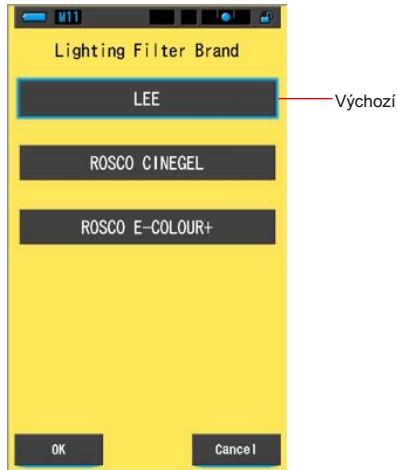 M11
Lighting Filter Brand
LEE
Výchozí
ROSCO CINEGEL
ROSCO E-COLOUR+
OK Cancel